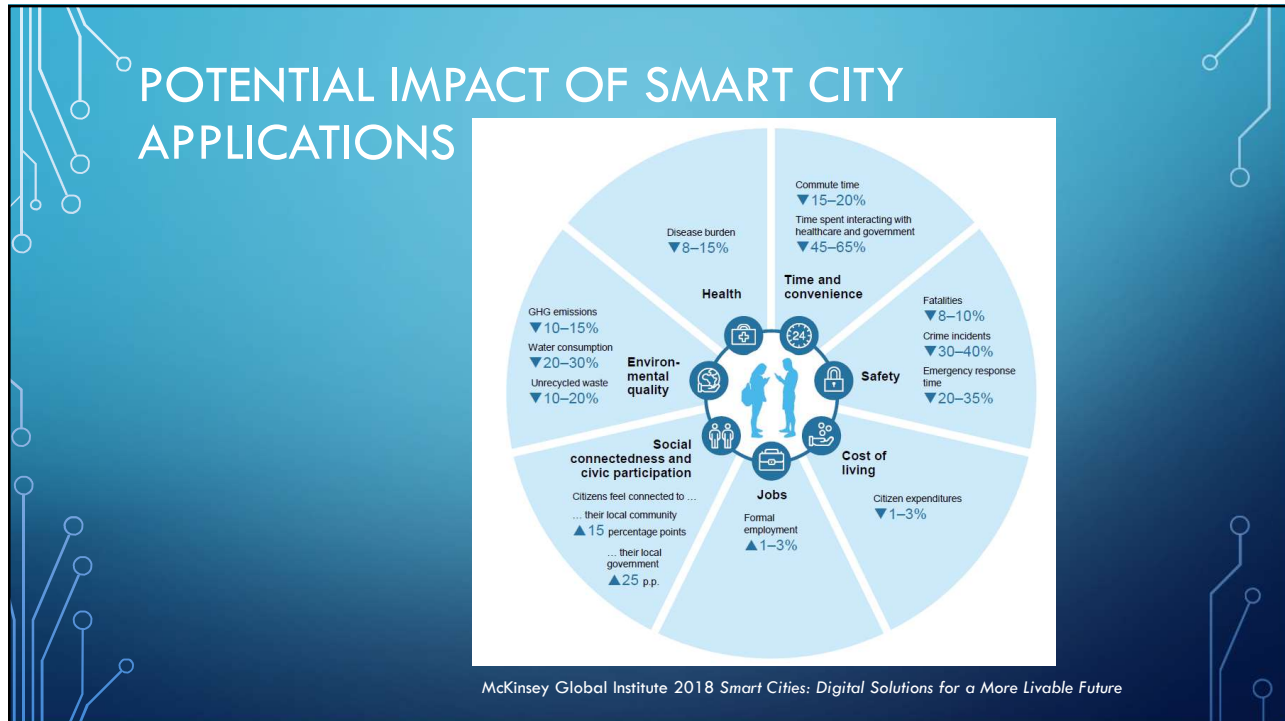 POTENTIAL IMPACT OF SMART CITY
APPLICATIONS
Disease burden
▼8–15%
Health
Commute time
▼15–20%
Time spent interacting with
healthcare and government
▼45–65%
Time and
convenience
24
Fatalities
▼8–10%
Crime incidents
▼30–40%
Emergency response
time
▼20–35%
Safety
Cost of
living
Citizen expenditures
▼1–3%
Jobs
Formal
employment
▲1–3%
Social
connectedness and
civic participation
Citizens feel connected to …
… their local community
▲15 percentage points
… their local
government
▲25 p.p.
GHG emissions
▼10–15%
Water consumption
▼20–30%
Unrecycled waste
▼10–20%
Environ-
mental
quality
McKinsey Global Institute 2018 Smart Cities: Digital Solutions for a More Livable Future